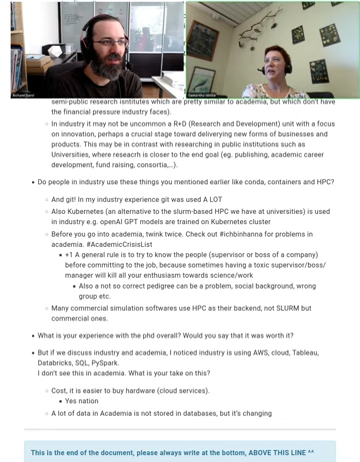 semi-public research isntitutes which are pretty similar to academia, but which don't have
the financial pressure industry faces).
In industry it may not be uncommon a R+D (Research and Development) unit with a focus
on innovation, perhaps a crucial stage toward deliverying new forms of businesses and
products. This may be in contrast with researching in public institutions such as
Universities, where research is closer to the end goal (eg. publishing, academic career
development, fund raising, consortia,…).
Do people in industry use these things you mentioned earlier like conda, containers and HPC?
And git! In my industry experience git was used A LOT
Also Kubernetes (an alternative to the slurm-based HPC we have at universities) is used
in industry e.g. openAI GPT models are trained on Kubernetes cluster
Before you go into academia, twink twice. Check out #ichbinhanna for problems in
academia. #AcademicCrisisList
+1 A general rule is to try to know the people (supervisor or boss of a company)
before committing to the job, because sometimes having a toxic supervisor/boss/
manager will kill all your enthusiasm towards science/work
Also a not so correct pedigree can be a problem, social background, wrong
group etc.
Many commercial simulation softwares use HPC as their backend, not SLURM but
commercial ones.
What is your experience with the phd overall? Would you say that it was worth it?
But if we discuss industry and academia, I noticed industry is using AWS, cloud, Tableau,
Databricks, SQL, PySpark.
I don't see this in academia. What is your take on this?
Cost, it is easier to buy hardware (cloud services).
Yes nation
A lot of data in Academia is not stored in databases, but it's changing
This is the end of the document, please always write at the bottom, ABOVE THIS LINE ^^